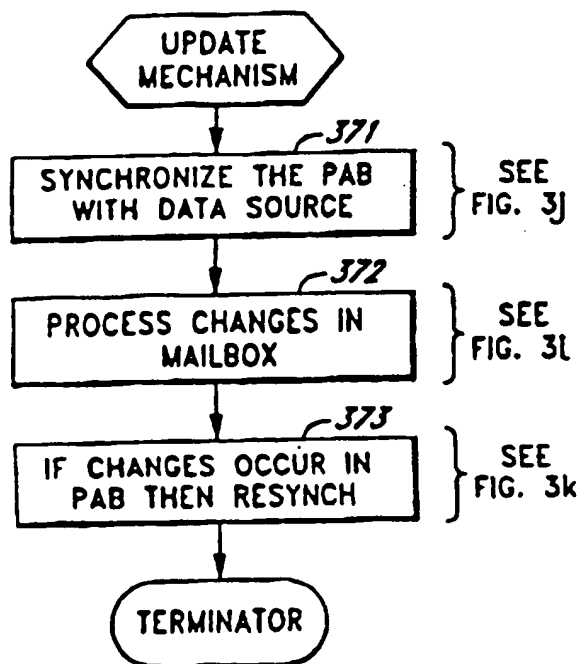 UPDATE
MECHANISM
371
SYNCHRONIZE THE PAB
WITH DATA SOURCE
SEE
FIG. 3j
372
PROCESS CHANGES IN
MAILBOX
SEE
FIG. 3l
373
IF CHANGES OCCUR IN
PAB THEN RESYNCH
SEE
FIG. 3k
TERMINATOR